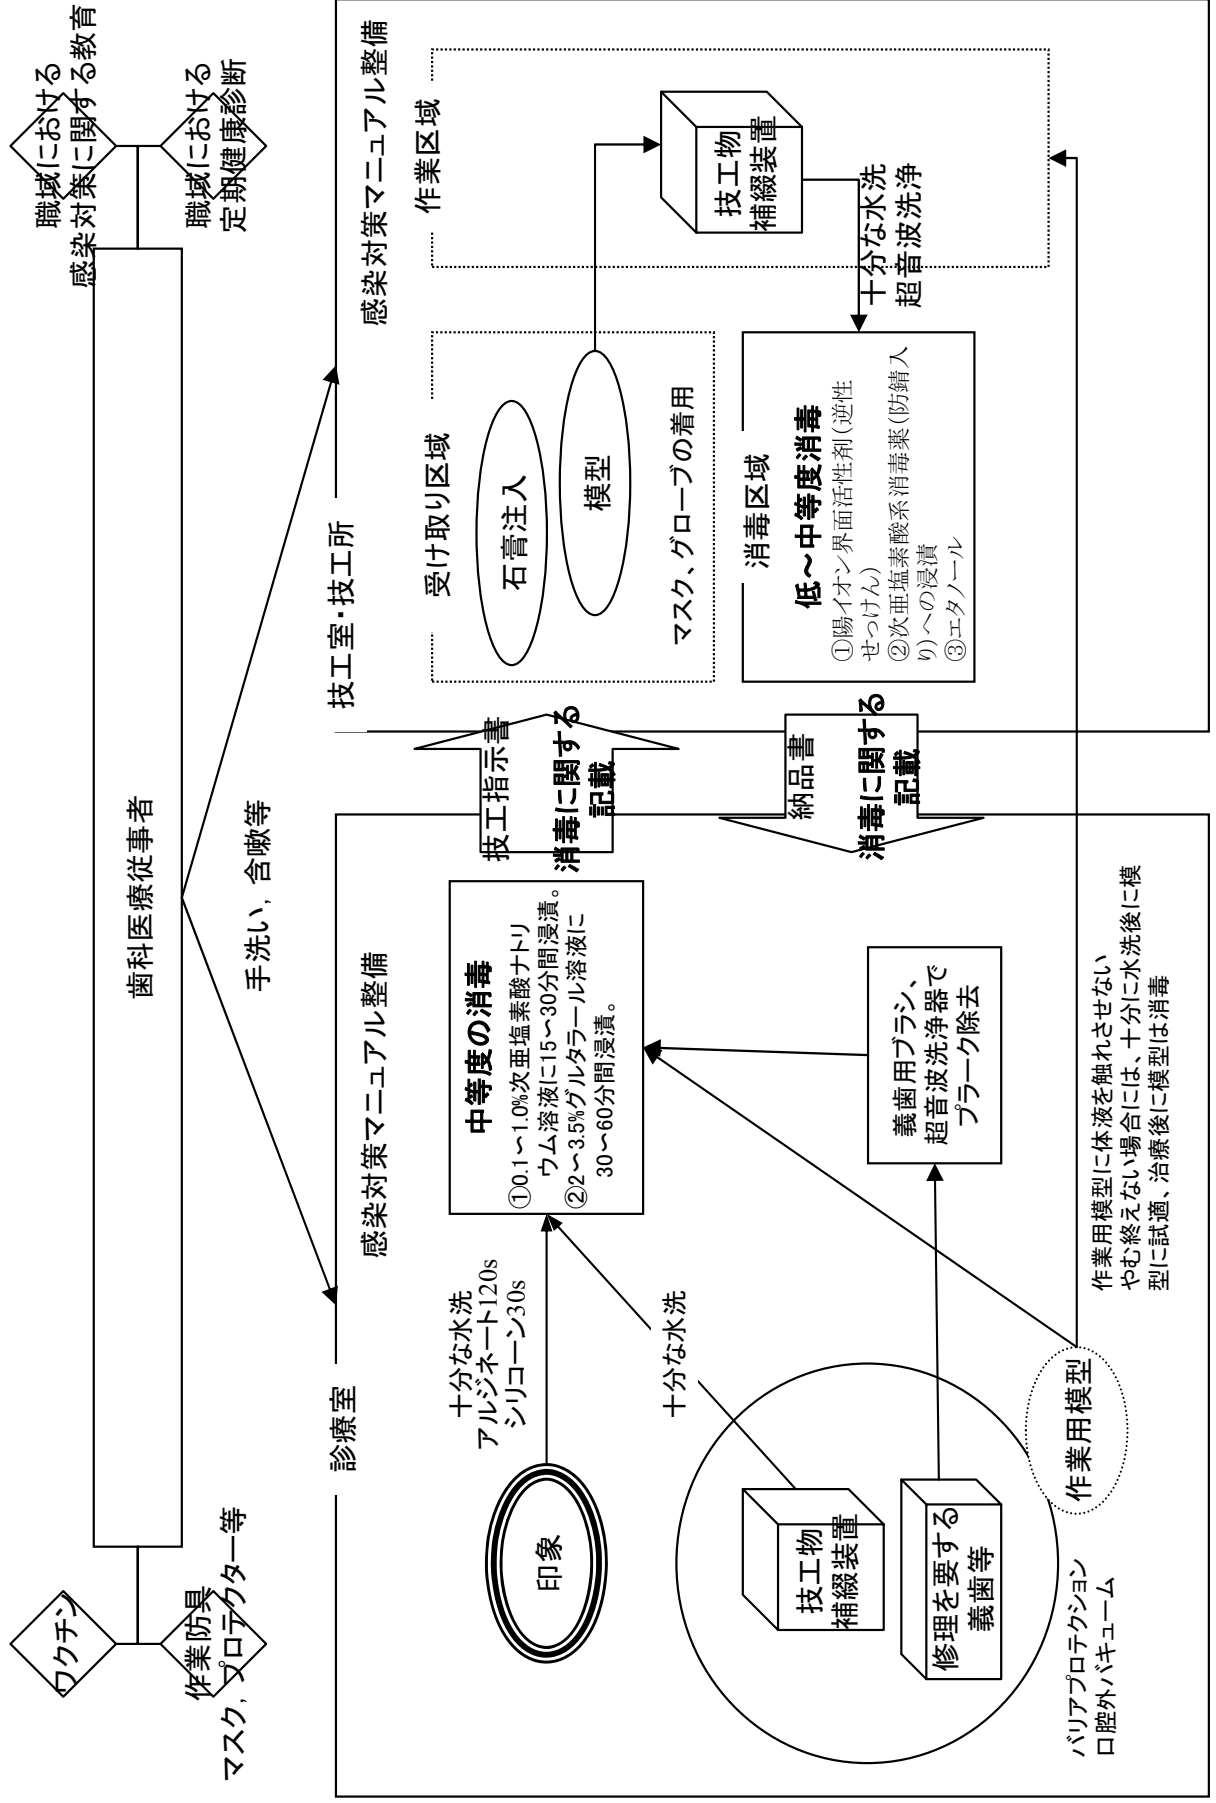 ワクチン
作業防具
マスク，プロテクター等
歯科医療従事者
職域における
感染対策に関する教育
職域における
定期健康診断
手洗い，含嗽等
診療室
感染対策マニュアル整備
印象
十分な水洗
アルジネート120s
シリコーン30s
中等度の消毒
①0.1～1.0%次亜塩素酸ナトリ
ウム溶液に15～30分間浸漬。
②2～3.5%グルタラール溶液に
30～60分間浸漬。
十分な水洗
技工物
補綴装置
修理を要する
義歯等
義歯用ブラシ、
超音波洗浄器で
プラーク除去
バリアプロテクション
口腔外バキューム
作業用模型
作業用模型に体液を触れさせない
やむ終えない場合には、十分に水洗後に模
型に試適、治療後に模型は消毒
技工指示書
消毒に関する
記載
納品書
消毒に関する
記載
技工室・技工所
感染対策マニュアル整備
受け取り区域
石膏注入
模型
マスク、グローブの着用
作業区域
技工物
補綴装置
十分な水洗
超音波洗浄
消毒区域
低～中等度消毒
①陽イオン界面活性剤（逆性
せっけん）
②次亜塩素酸系消毒薬（防錆入
り）への浸漬
③エタノール